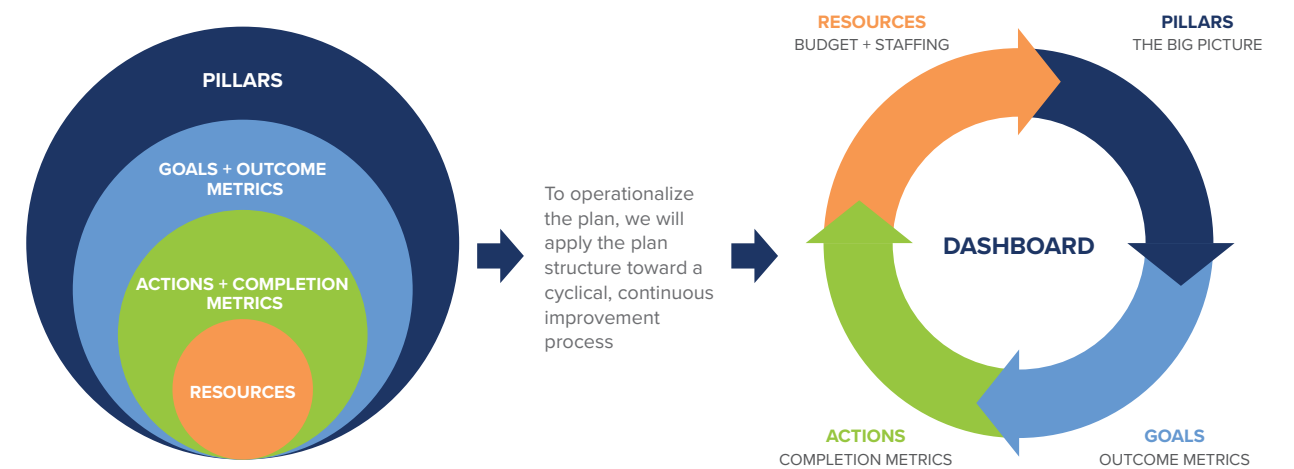 PILLARS
GOALS + OUTCOME
METRICS
ACTIONS + COMPLETION
METRICS
RESOURCES
To operationalize
the plan, we will
apply the plan
structure toward a
cyclical, continuous
improvement
process
RESOURCES
BUDGET + STAFFING
PILLARS
THE BIG PICTURE
DASHBOARD
ACTIONS
COMPLETION METRICS
GOALS
OUTCOME METRICS